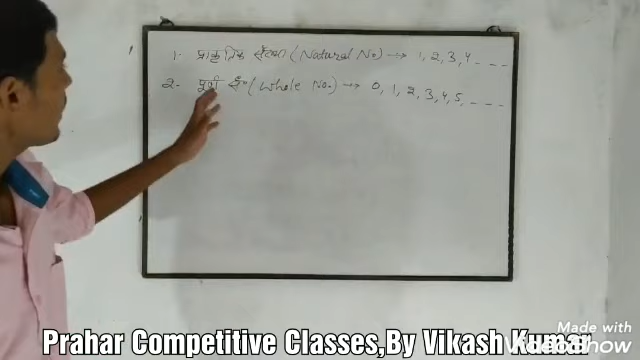 1. प्राकृतिक संख्या (Natural No.) → 1, 2, 3, 4 - - -
2. पूर्ण सं॰ (Whole No.) → 0, 1, 2, 3, 4, 5, - - -
Made with
VideoShow
Prahar Competitive Classes,By Vikash Kumar